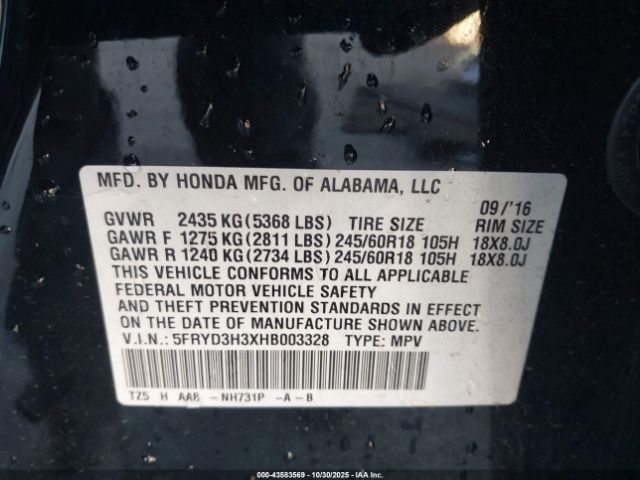 MFD. BY HONDA MFG. OF ALABAMA, LLC
09/'16
GVWR 2435 KG (5368 LBS) TIRE SIZE RIM SIZE
GAWR F 1275 KG (2811 LBS) 245/60R18 105H 18X8.0J
GAWR R 1240 KG (2734 LBS) 245/60R18 105H 18X8.0J
THIS VEHICLE CONFORMS TO ALL APPLICABLE
FEDERAL MOTOR VEHICLE SAFETY
AND THEFT PREVENTION STANDARDS IN EFFECT
ON THE DATE OF MANUFACTURE SHOWN ABOVE.
V.I.N.: 5FRYD3H3XHB003328 TYPE: MPV
TZ5 H AA8 -NH731P -A-B
000-43583569 | 10/30/2025 | IAA Inc.